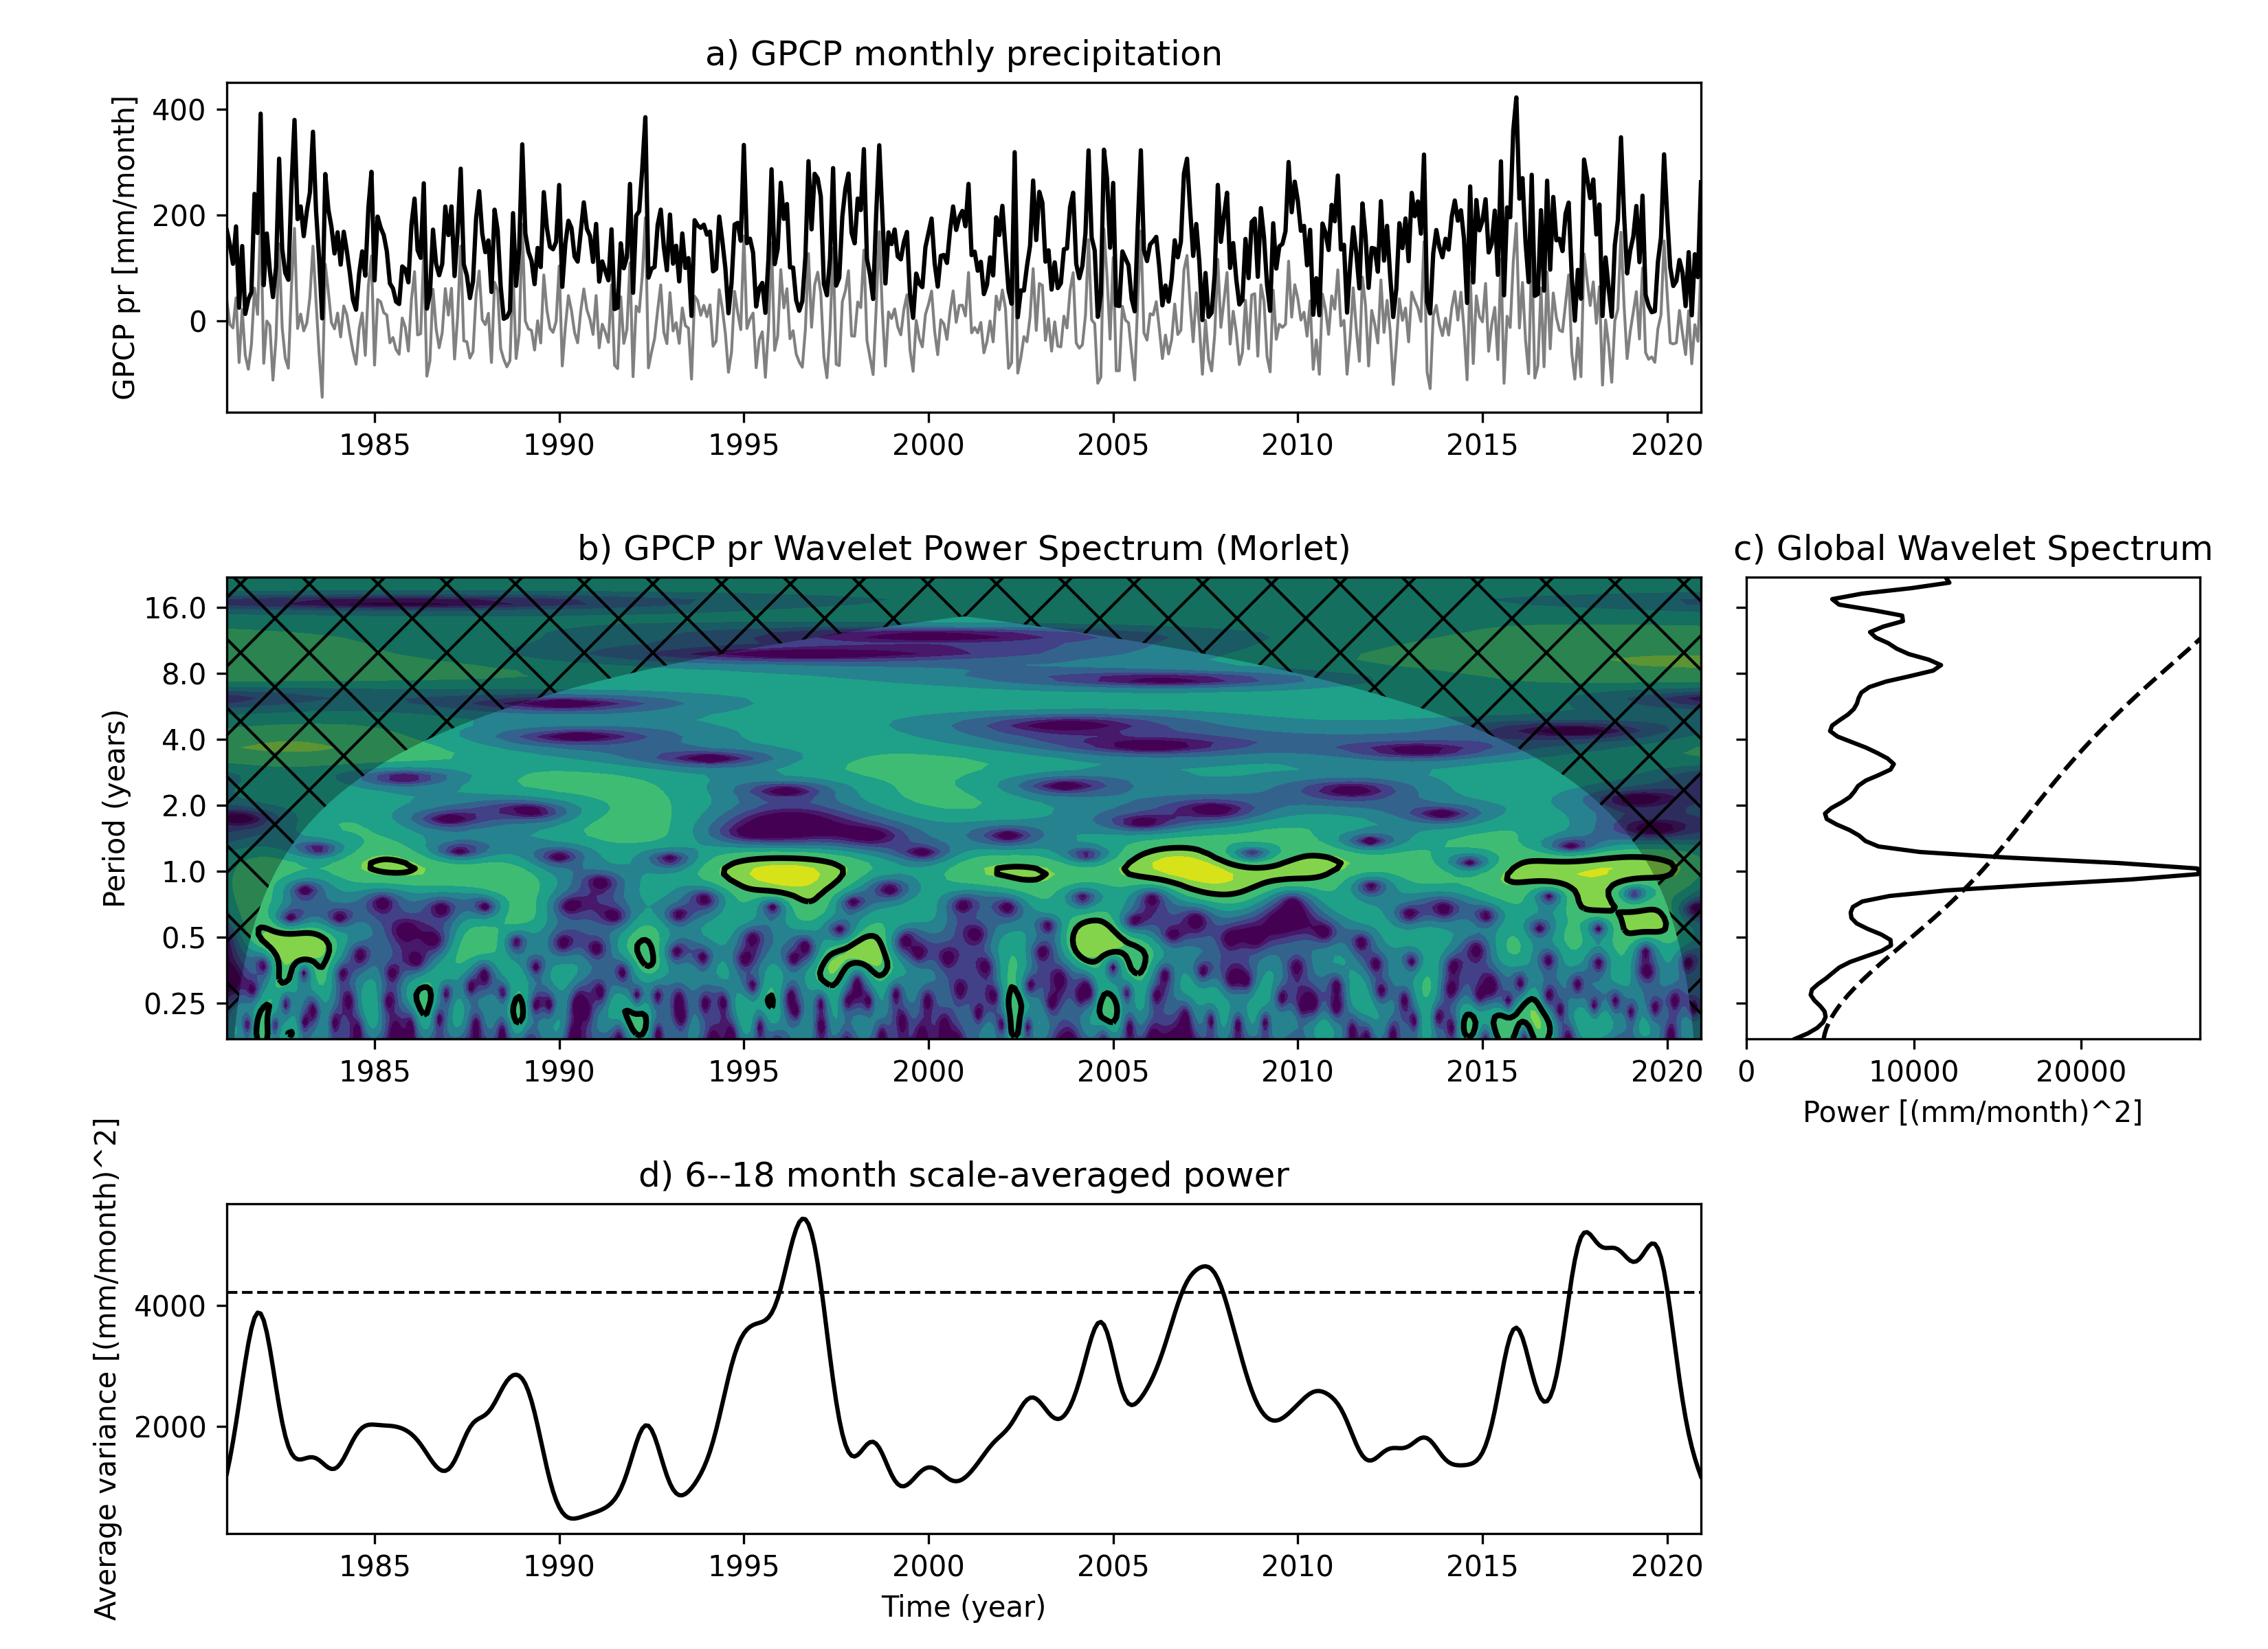 a) GPCP monthly precipitation
GPCP pr [mm/month]
400
200
0
1985 1990 1995 2000 2005 2010 2015 2020
b) GPCP pr Wavelet Power Spectrum (Morlet)
Period (years)
16.0
8.0
4.0
2.0
1.0
0.5
0.25
1985 1990 1995 2000 2005 2010 2015 2020
c) Global Wavelet Spectrum
0 10000 20000
Power [(mm/month)^2]
d) 6--18 month scale-averaged power
Average variance [(mm/month)^2]
4000
2000
1985 1990 1995 2000 2005 2010 2015 2020
Time (year)